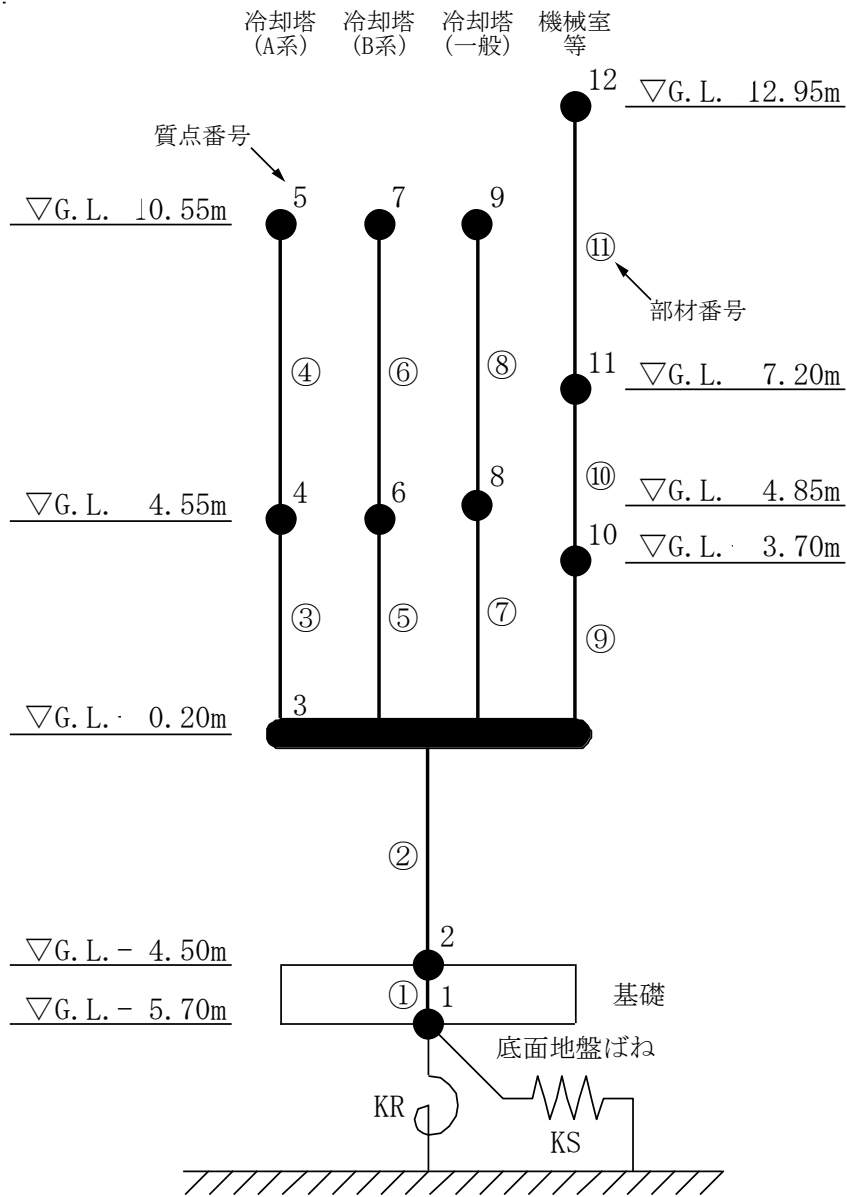 冷却塔
(A系)
冷却塔
(B系)
冷却塔
(一般)
機械室
等
12
▽G.L. 12.95m
質点番号
5
7
9
▽G.L. 10.55m
⑪
部材番号
④
⑥
⑧
11
▽G.L. 7.20m
4
6
8
⑩
▽G.L. 4.85m
▽G.L. 4.55m
10
▽G.L. 3.70m
③
⑤
⑦
⑨
3
▽G.L. 0.20m
②
2
▽G.L.- 4.50m
①
1
基礎
▽G.L.- 5.70m
底面地盤ばね
KR
KS